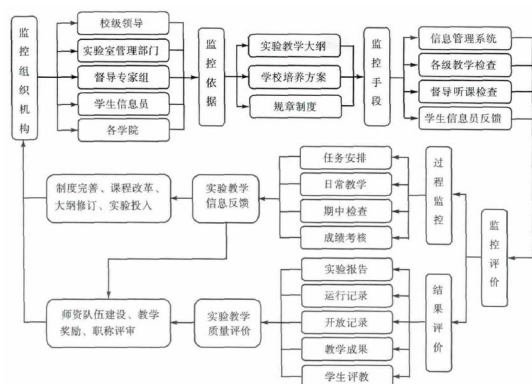 监控组织机构
校级领导
实验室管理部门
督导专家组
学生信息员
各学院
监控依据
实验教学大纲
学校培养方案
规章制度
监控手段
信息管理系统
各级教学检查
督导听课检查
学生信息员反馈
制度完善、课程改革、
大纲修订、实验投入
实验教学
信息反馈
任务安排
日常教学
期中检查
成绩考核
过程监控
监控评价
师资队伍建设、教学
奖励、职称评审
实验教学
质量评价
实验报告
运行记录
开放记录
教学成果
学生评教
结果评价